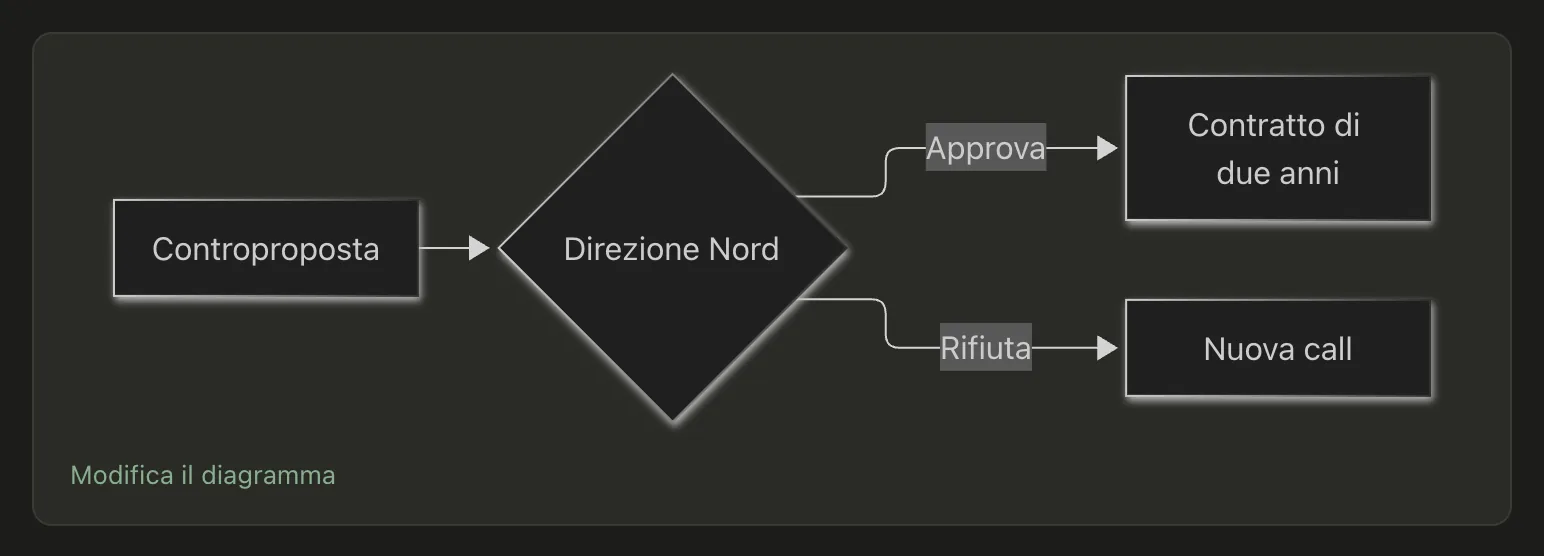 Controproposta
Direzione Nord
Approva
Contratto di
due anni
Rifiuta
Nuova call
Modifica il diagramma